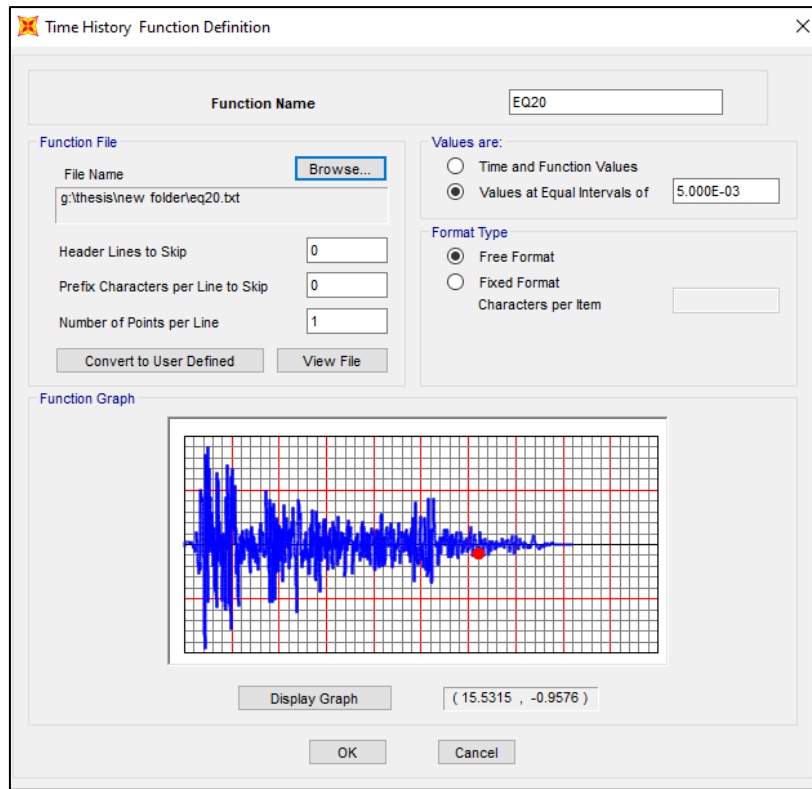 Time History Function Definition
Function Name
EQ20
Function File
File Name
Browse...
g:\thesis\new folder\eq20.txt
Header Lines to Skip
0
Prefix Characters per Line to Skip
0
Number of Points per Line
1
Convert to User Defined
View File
Values are:
Time and Function Values
Values at Equal Intervals of
5.000E-03
Format Type
Free Format
Fixed Format
Characters per Item
Function Graph
Display Graph
( 15.5315 , -0.9576 )
OK
Cancel